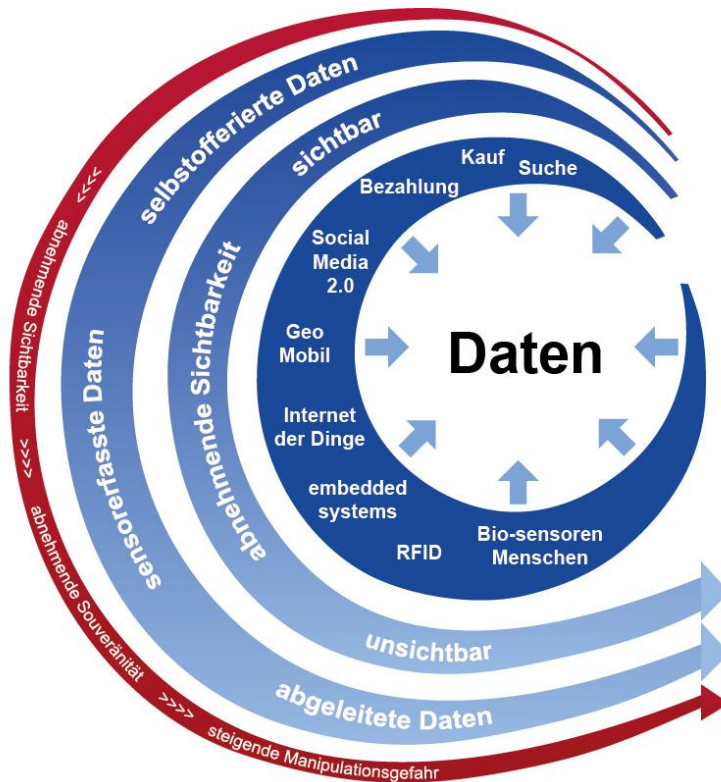 selbstofferierte Daten
sichtbar
Kauf
Suche
Bezahlung
Social
Media
2.0
Geo
Mobil
Internet
der Dinge
embedded
systems
RFID
Bio-sensoren
Menschen
Daten
abnehmende Sichtbarkeit
unsichtbar
sensorerfasste Daten
abgeleitete Daten
<<<< abnehmende Sichtbarkeit >>>> abnehmende Souveränität >>>> steigende Manipulationsgefahr